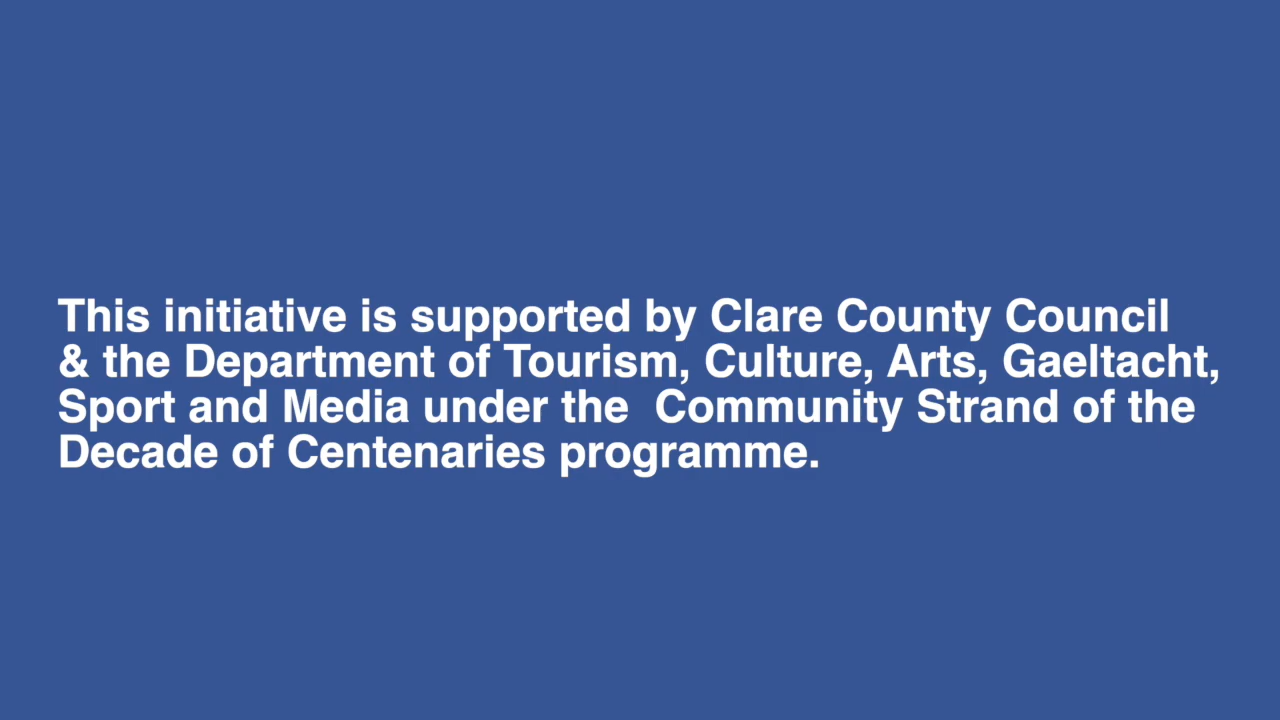 This initiative is supported by Clare County Council
& the Department of Tourism, Culture, Arts, Gaeltacht,
Sport and Media under the  Community Strand of the
Decade of Centenaries programme.